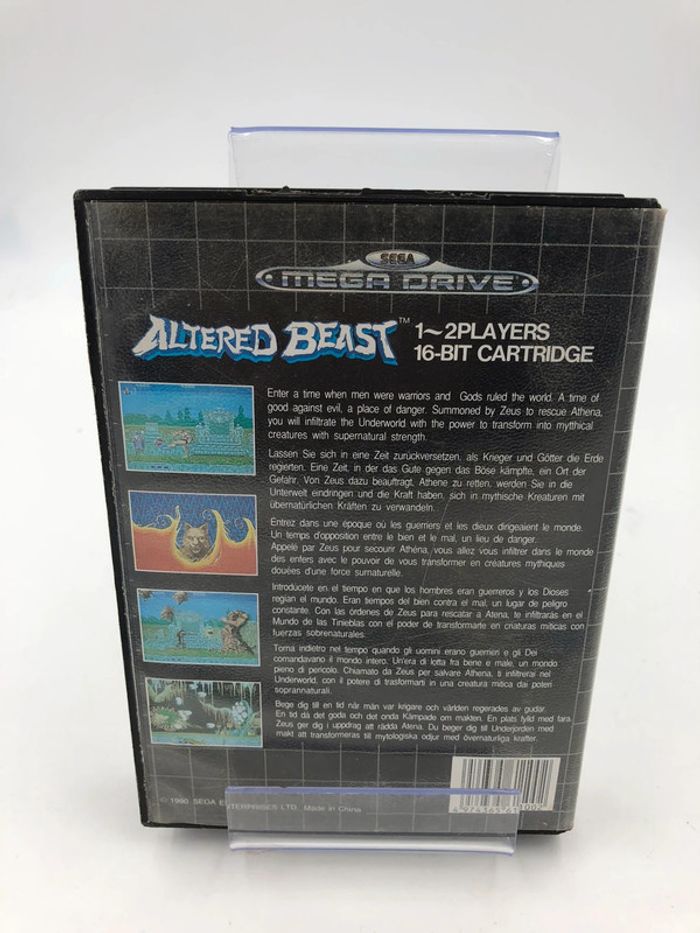 SEGA
MEGA DRIVE
ALTERED BEAST™
1~2PLAYERS
16-BIT CARTRIDGE
Enter a time when men were warriors and Gods ruled the world. A time of
good against evil, a place of danger. Summoned by Zeus to rescue Athena,
you will infiltrate the Underworld with the power to transform into mythical
creatures with supernatural strength.
Lassen Sie sich in eine Zeit zurückversetzen, als Krieger und Götter die Erde
regierten. Eine Zeit, in der das Gute gegen das Böse kämpfte, ein Ort der
Gefahr. Von Zeus dazu beauftragt, Athene zu retten, werden Sie in die
Unterwelt eindringen und die Kraft haben, sich in mythische Kreaturen mit
übernatürlichen Kräften zu verwandeln.
Entrez dans une époque où les guerriers et les dieux dirigeaient le monde.
Un temps d'opposition entre le bien et le mal, un lieu de danger.
Appelé par Zeus pour secourir Athéna, vous allez vous infiltrer dans le monde
des enfers avec le pouvoir de vous transformer en créatures mythiques
douées d'une force surnaturelle.
Introdúcete en el tiempo en que los hombres eran guerreros y los Dioses
regían el mundo. Eran tiempos del bien contra el mal, un lugar de peligro
constante. Con las órdenes de Zeus para rescatar a Atena, te infiltrarás en el
Mundo de las Tinieblas con el poder de transformarte en criaturas míticas con
fuerzas sobrenaturales.
Torna indietro nel tempo quando gli uomini erano guerrieri e gli Dei
comandavano il mondo intero. Un'era di lotta fra bene e male, un mondo
pieno di pericolo. Chiamato da Zeus per salvare Athena, ti infiltrerai nel
Underworld, con il potere di trasformarti in una creatura mitica dai poteri
soprannaturali.
Bege dig till en tid när män var krigare och världen regerades av gudar.
En tid då det goda och det onda Kämpade om makten. En plats fylld med fara.
Zeus ger dig i uppdrag att rädda Atena. Du beger dig till Underjorden med
makt att transformeras till mytologiska odjur med övernaturliga krafter.
© 1990 SEGA ENTERPRISES LTD. Made in China